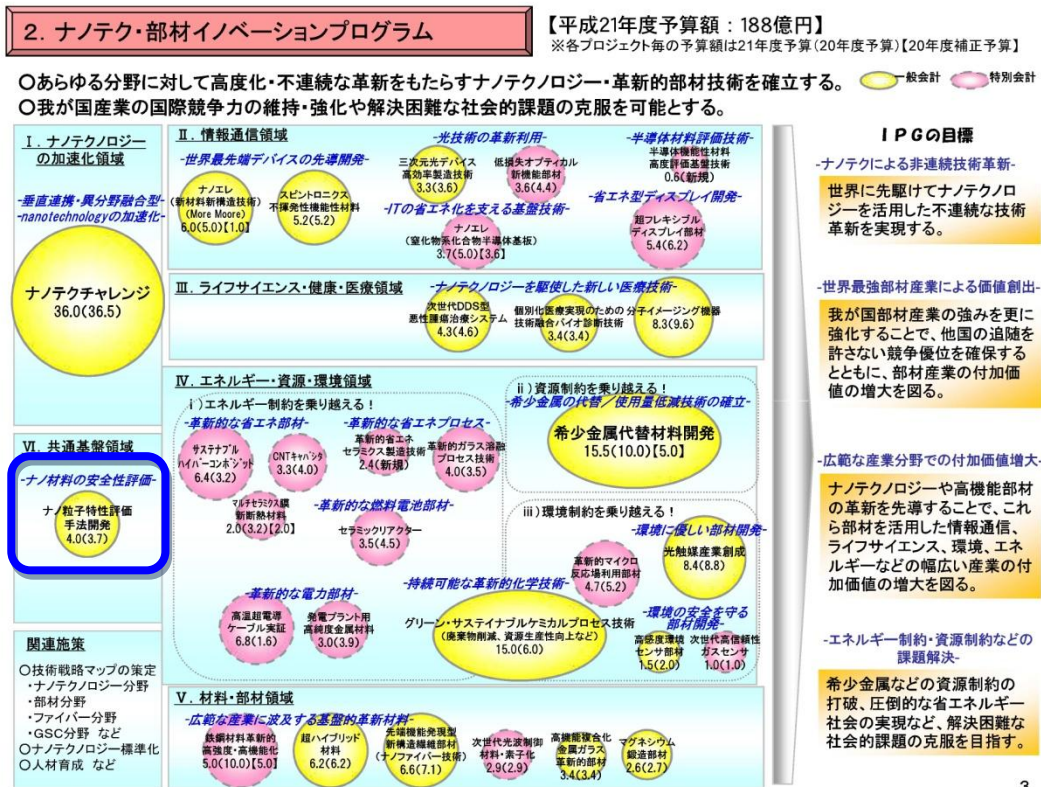 ２．ナノテク・部材イノベーションプログラム
【平成21年度予算額：188億円】
※各プロジェクト毎の予算額は21年度予算(20年度予算)【20年度補正予算】
○あらゆる分野に対して高度化・不連続な革新をもたらすナノテクノロジー・革新的部材技術を確立する。
一般会計
特別会計
○我が国産業の国際競争力の維持・強化や解決困難な社会的課題の克服を可能とする。
Ⅰ．ナノテクノロジー
の加速化領域
-垂直連携・異分野融合型-
-nanotechnologyの加速化-
ナノテクチャレンジ
36.0(36.5)
Ⅵ．共通基盤領域
-ナノ材料の安全性評価-
ナノ粒子特性評価
手法開発
4.0(3.7)
関連施策
○技術戦略マップの策定
・ナノテクノロジー分野
・部材分野
・ファイバー分野
・GSC分野 など
○ナノテクノロジー標準化
○人材育成 など
Ⅱ．情報通信領域
-世界最先端デバイスの先導開発-
ナノエレ
(新材料新構造技術)
(More Moore)
6.0(5.0)【1.0】
スピントロニクス
不揮発性機能性材料
5.2(5.2)
-光技術の革新利用-
三次元光デバイス
高効率製造技術
3.3(3.6)
低損失オプティカル
新機能部材
3.6(4.4)
-半導体材料評価技術-
半導体機能性材料
高度評価基盤技術
0.6(新規)
-ITの省エネ化を支える基盤技術-
ナノエレ
(窒化物系化合物半導体基板)
3.7(5.0)【3.6】
-省エネ型ディスプレイ開発-
超フレキシブル
ディスプレイ部材
5.4(6.2)
Ⅲ．ライフサイエンス・健康・医療領域
-ナノテクノロジーを駆使した新しい医療技術-
次世代DDS型
悪性腫瘍治療システム
4.3(4.6)
個別化医療実現のための
技術融合バイオ診断技術
3.4(3.4)
分子イメージング機器
8.3(9.6)
Ⅳ．エネルギー・資源・環境領域
ⅰ)エネルギー制約を乗り越える！
-革新的な省エネ部材-
サステナブル
ハイパーコンポジット
6.4(3.2)
CNTキャパシタ
3.3(4.0)
マルチセラミクス膜
新断熱材料
2.0(3.2)【2.0】
-革新的な省エネプロセス-
革新的省エネ
セラミクス製造技術
2.4(新規)
革新的ガラス溶融
プロセス技術
4.0(3.5)
-革新的な燃料電池部材-
セラミックリアクター
3.5(4.5)
-革新的な電力部材-
高温超電導
ケーブル実証
6.8(1.6)
発電プラント用
高純度金属材料
3.0(3.9)
ⅱ)資源制約を乗り越える！
-希少金属の代替／使用量低減技術の確立-
希少金属代替材料開発
15.5(10.0)【5.0】
ⅲ)環境制約を乗り越える！
-環境に優しい部材開発-
光触媒産業創成
8.4(8.8)
革新的マイクロ
反応場利用部材
4.7(5.2)
-持続可能な革新的化学技術-
グリーン・サステイナブルケミカルプロセス技術
(廃棄物削減、資源生産性向上など)
15.0(6.0)
-環境の安全を守る
部材開発-
高感度環境
センサ部材
1.5(2.0)
次世代高信頼性
ガスセンサ
1.0(1.0)
Ⅴ．材料・部材領域
-広範な産業に波及する基盤的革新材料-
鉄鋼材料革新的
高強度・高機能化
5.0(10.0)【5.0】
超ハイブリッド
材料
6.2(6.2)
先端機能発現型
新構造繊維部材
(ナノファイバー技術)
6.6(7.1)
次世代光波制御
材料・素子化
2.9(2.9)
高機能複合化
金属ガラス
革新的部材
3.4(3.4)
マグネシウム
鍛造部材
2.6(2.7)
ＩＰＧの目標
-ナノテクによる非連続技術革新-
世界に先駆けてナノテクノロ
ジーを活用した不連続な技術
革新を実現する。
-世界最強部材産業による価値創出-
我が国部材産業の強みを更に
強化することで、他国の追随を
許さない競争優位を確保する
とともに、部材産業の付加価
値の増大を図る。
-広範な産業分野での付加価値増大-
ナノテクノロジーや高機能部材
の革新を先導することで、これ
ら部材を活用した情報通信、
ライフサイエンス、環境、エネ
ルギーなどの幅広い産業の付
加価値の増大を図る。
-エネルギー制約・資源制約などの
課題解決-
希少金属などの資源制約の
打破、圧倒的な省エネルギー
社会の実現など、解決困難な
社会的課題の克服を目指す。
3